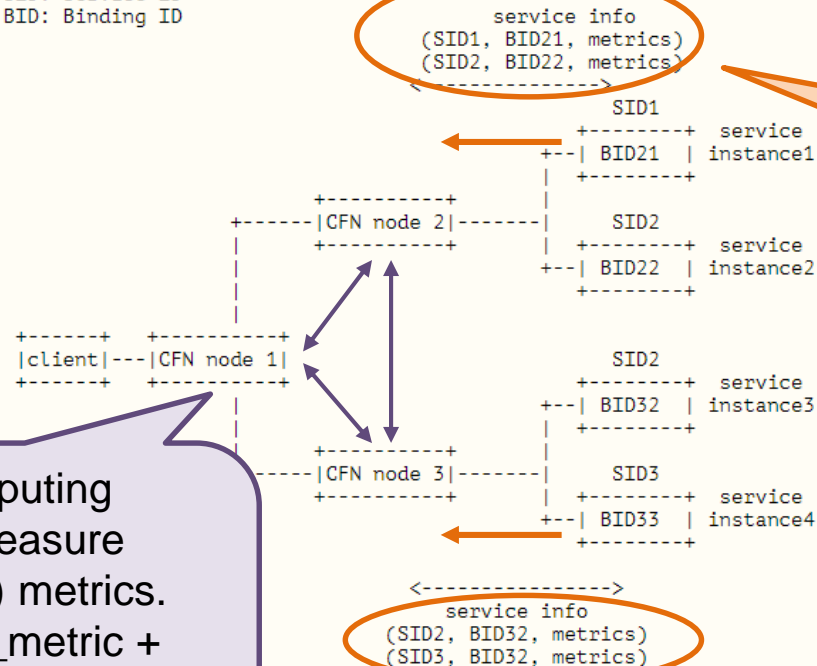 BID: Binding ID
service info
(SID1, BID21, metrics)
(SID2, BID22, metrics)
<---------------->
SID1
+--------+ service
+--| BID21 | instance1
| +--------+
+----------+ |
+------|CFN node 2|-------| SID2
| +----------+ | +--------+ service
| +--| BID22 | instance2
| +--------+
|
+------+ +----------+
|client|---|CFN node 1| SID2
+------+ +----------+ +--------+ service
| +--| BID32 | instance3
| | +--------+
| +----------+ |
-----|CFN node 3|-------| SID3
+----------+ | +--------+ service
+--| BID33 | instance4
+--------+
<---------------->
service info
(SID2, BID32, metrics)
(SID3, BID32, metrics)
puting
easure
) metrics.
_metric +